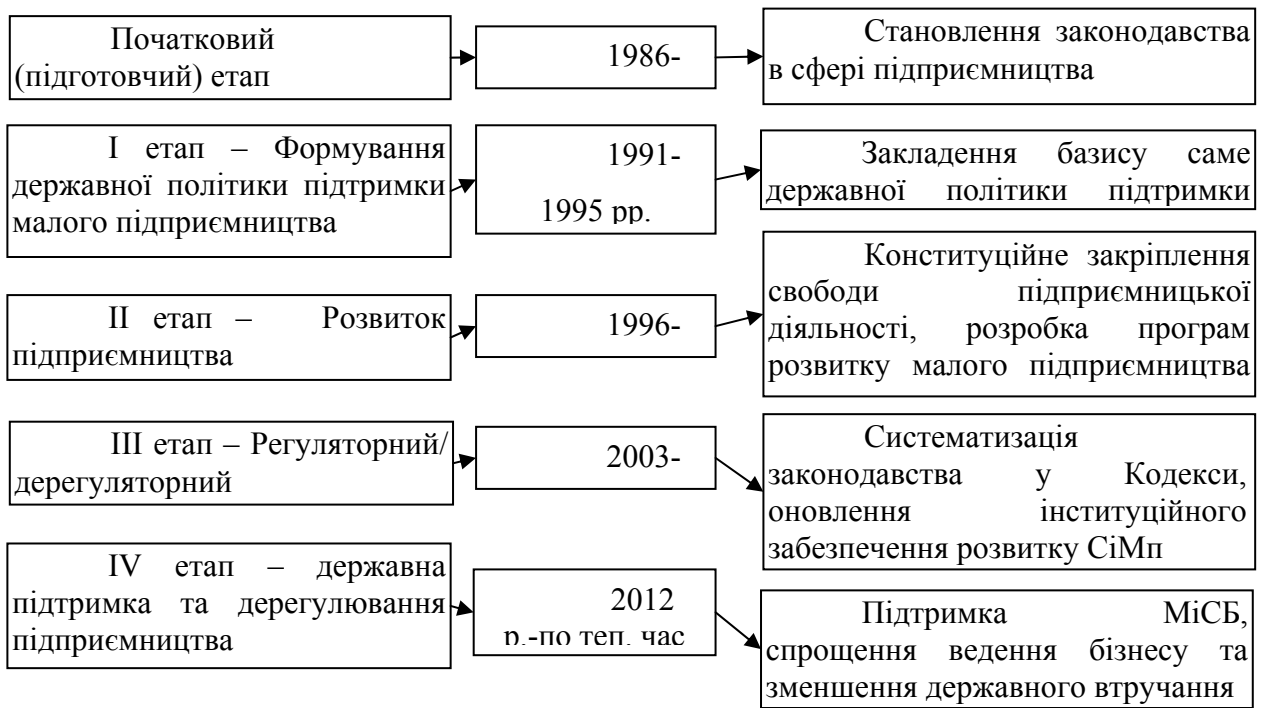 Початковий
(підготовчий) етап
1986-
Становлення законодавства
в сфері підприємництва
І етап – Формування
державної політики підтримки
малого підприємництва
1991-
1995 рр.
Закладення базису саме
державної політики підтримки
ІІ етап – Розвиток
підприємництва
1996-
Конституційне закріплення
свободи підприємницької
діяльності, розробка програм
розвитку малого підприємництва
ІІІ етап – Регуляторний/
дерегуляторний
2003-
Систематизація
законодавства у Кодекси,
оновлення інституційного
забезпечення розвитку СіМп
IV етап – державна
підтримка та дерегулювання
підприємництва
2012
р.-по теп. час
Підтримка МіСБ,
спрощення ведення бізнесу та
зменшення державного втручання